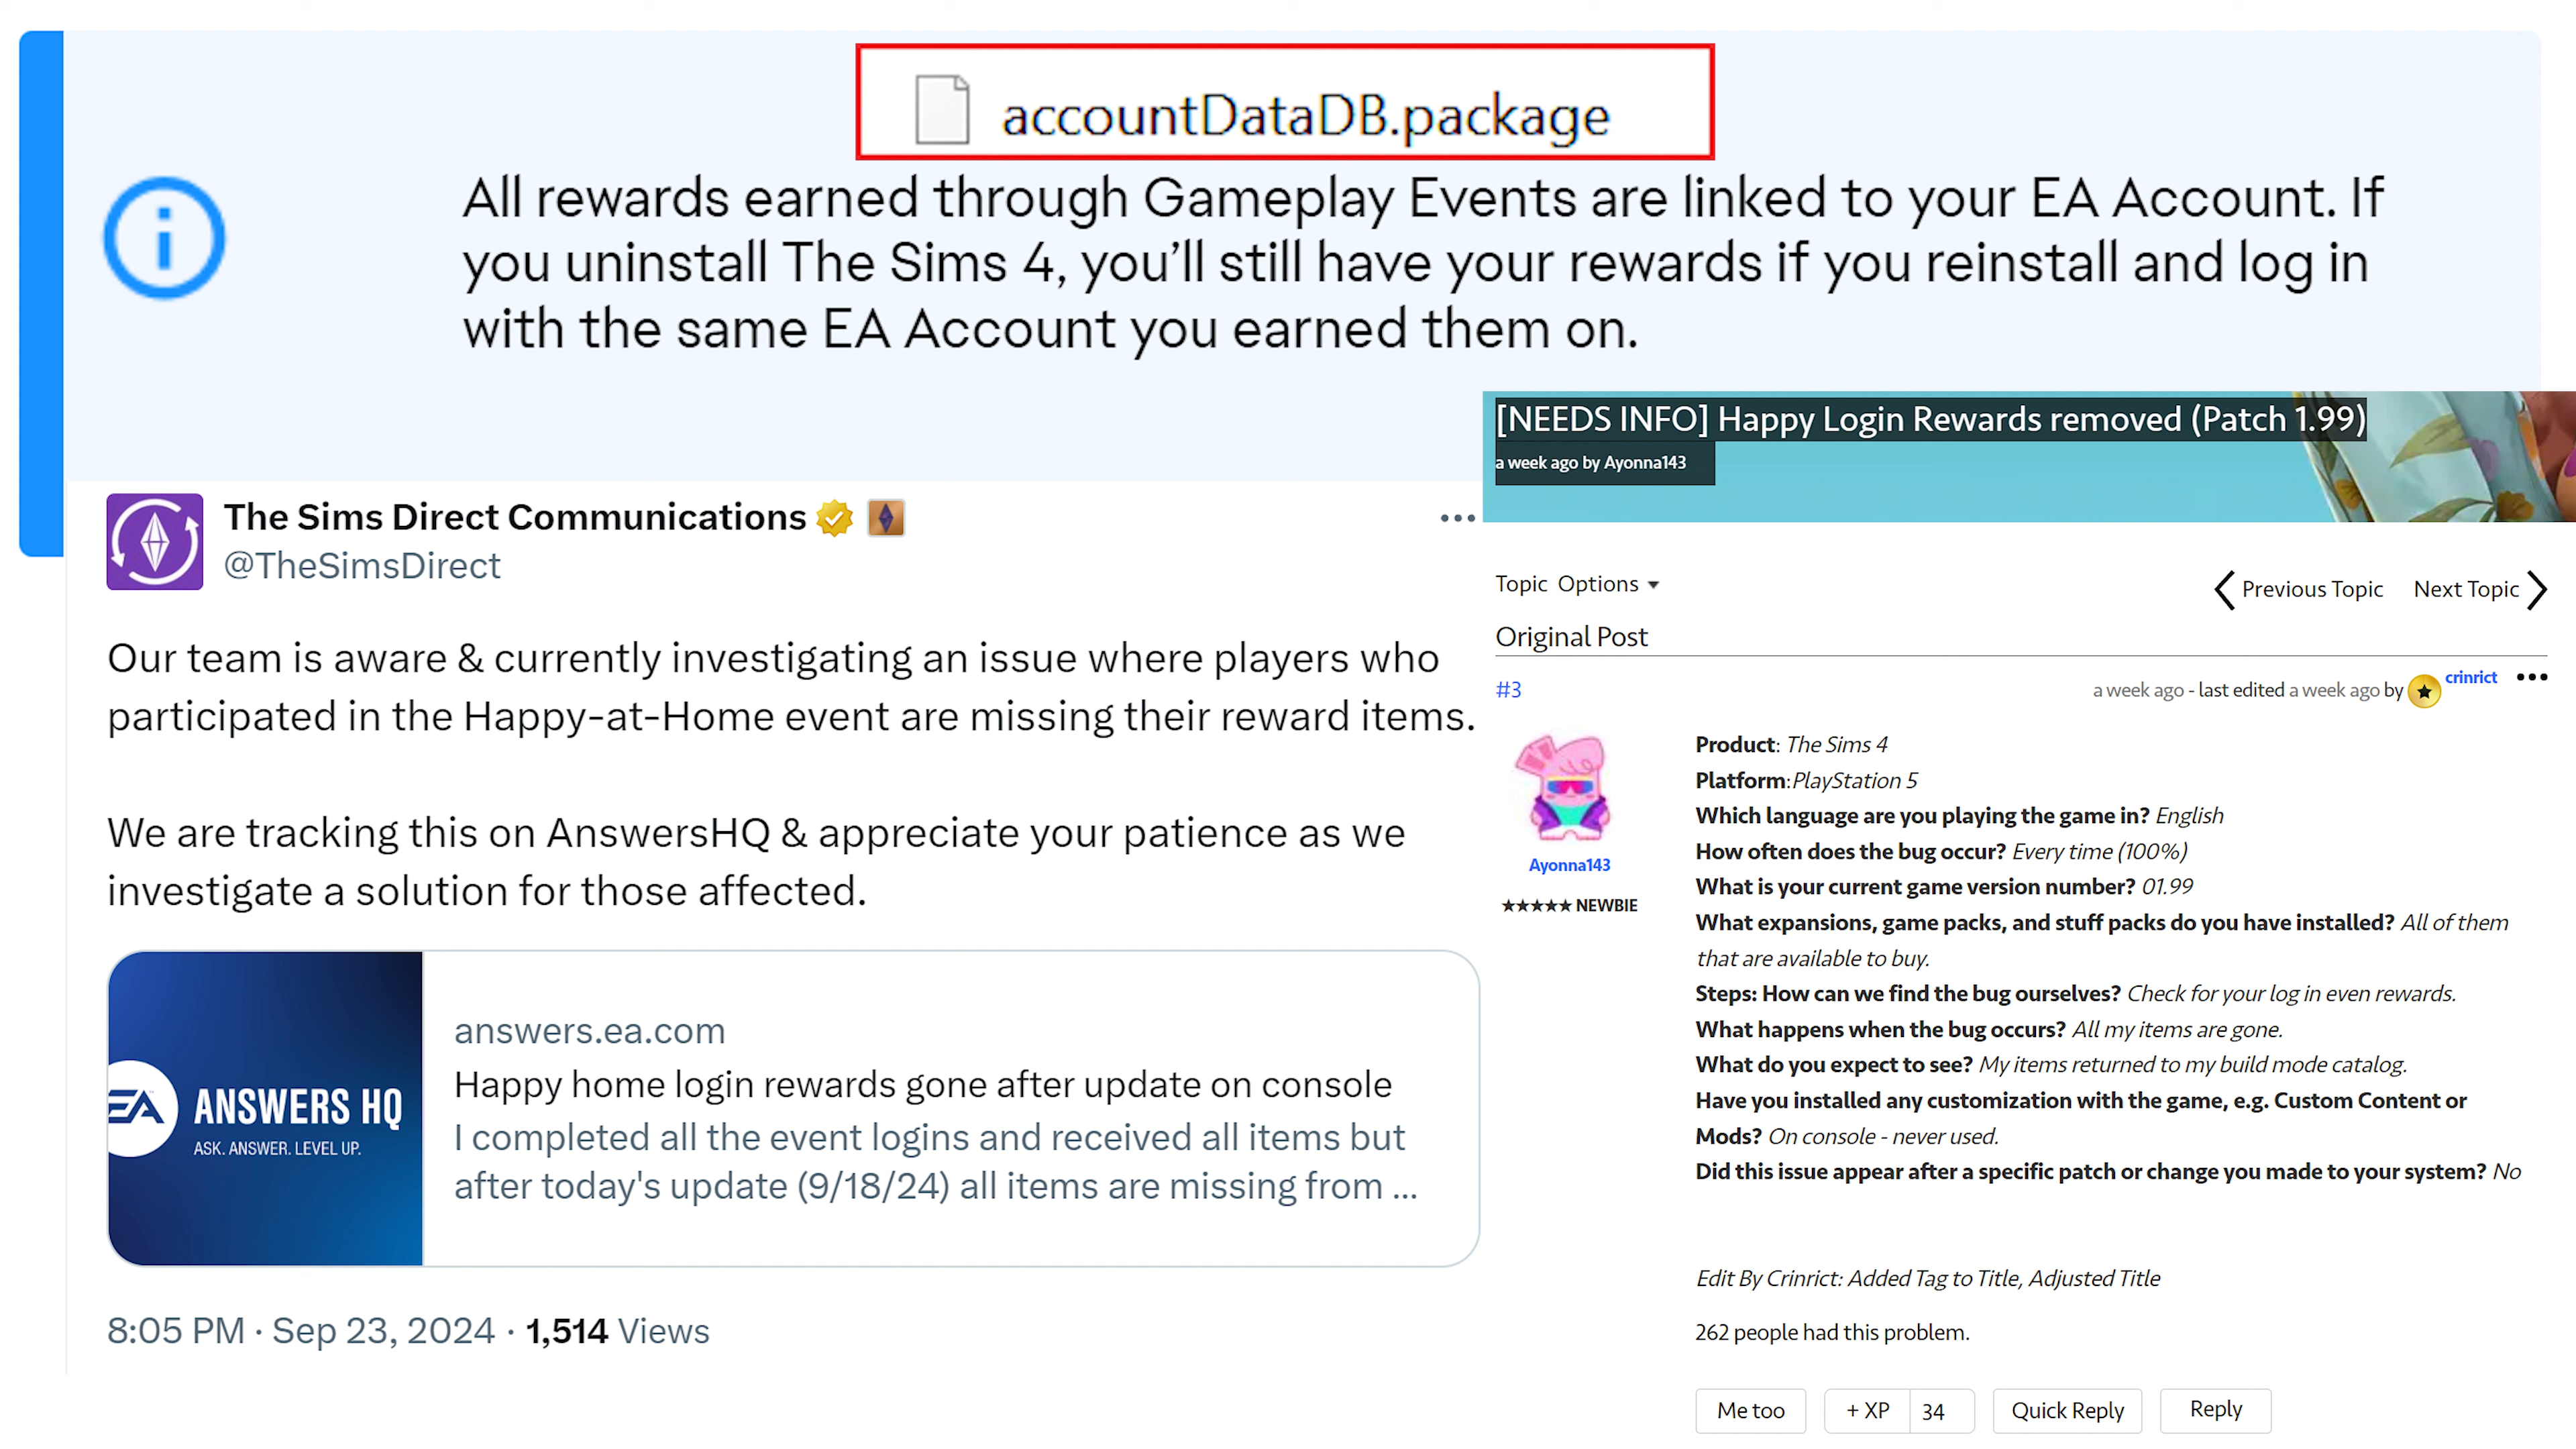 accountDataDB.package
All rewards earned through Gameplay Events are linked to your EA Account. If
you uninstall The Sims 4, you'll still have your rewards if you reinstall and log in
with the same EA Account you earned them on.
The Sims Direct Communications
@TheSimsDirect
Our team is aware & currently investigating an issue where players who
participated in the Happy-at-Home event are missing their reward items.
We are tracking this on AnswersHQ & appreciate your patience as we
investigate a solution for those affected.
EA ANSWERS HQ
ASK. ANSWER. LEVEL UP.
answers.ea.com
Happy home login rewards gone after update on console
I completed all the event logins and received all items but
after today's update (9/18/24) all items are missing from ...
8:05 PM · Sep 23, 2024 · 1,514 Views
[NEEDS INFO] Happy Login Rewards removed (Patch 1.99)
a week ago by Ayonna143
Topic Options
Previous Topic Next Topic
Original Post
#3
a week ago - last edited a week ago by crinrict
Ayonna143
★★★★★ NEWBIE
Product: The Sims 4
Platform:PlayStation 5
Which language are you playing the game in? English
How often does the bug occur? Every time (100%)
What is your current game version number? 01.99
What expansions, game packs, and stuff packs do you have installed? All of them
that are available to buy.
Steps: How can we find the bug ourselves? Check for your log in even rewards.
What happens when the bug occurs? All my items are gone.
What do you expect to see? My items returned to my build mode catalog.
Have you installed any customization with the game, e.g. Custom Content or
Mods? On console - never used.
Did this issue appear after a specific patch or change you made to your system? No
Edit By Crinrict: Added Tag to Title, Adjusted Title
262 people had this problem.
Me too + XP 34 Quick Reply Reply